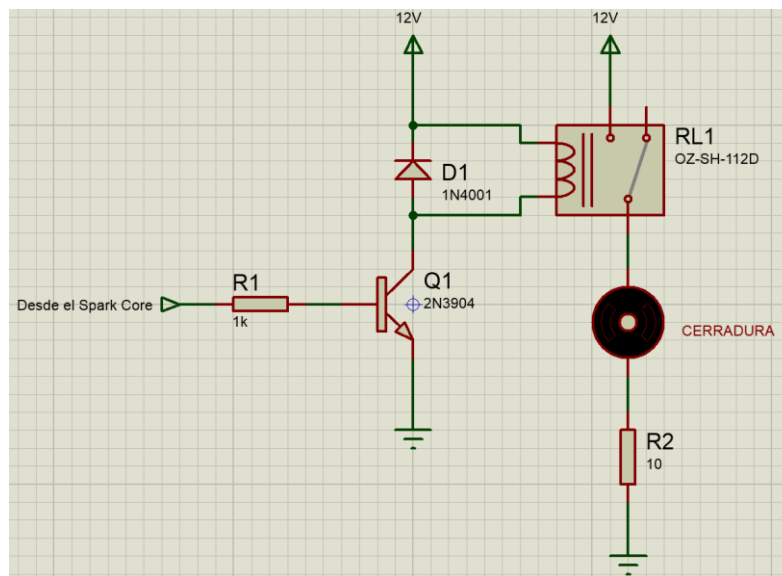 12V
12V
RL1
OZ-SH-112D
D1
1N4001
Q1
2N3904
Desde el Spark Core
R1
1k
CERRADURA
R2
10